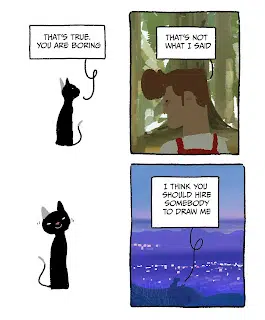 THAT'S TRUE.
YOU ARE BORING
THAT'S NOT
WHAT I SAID
I THINK YOU
SHOULD HIRE
SOMEBODY
TO DRAW ME